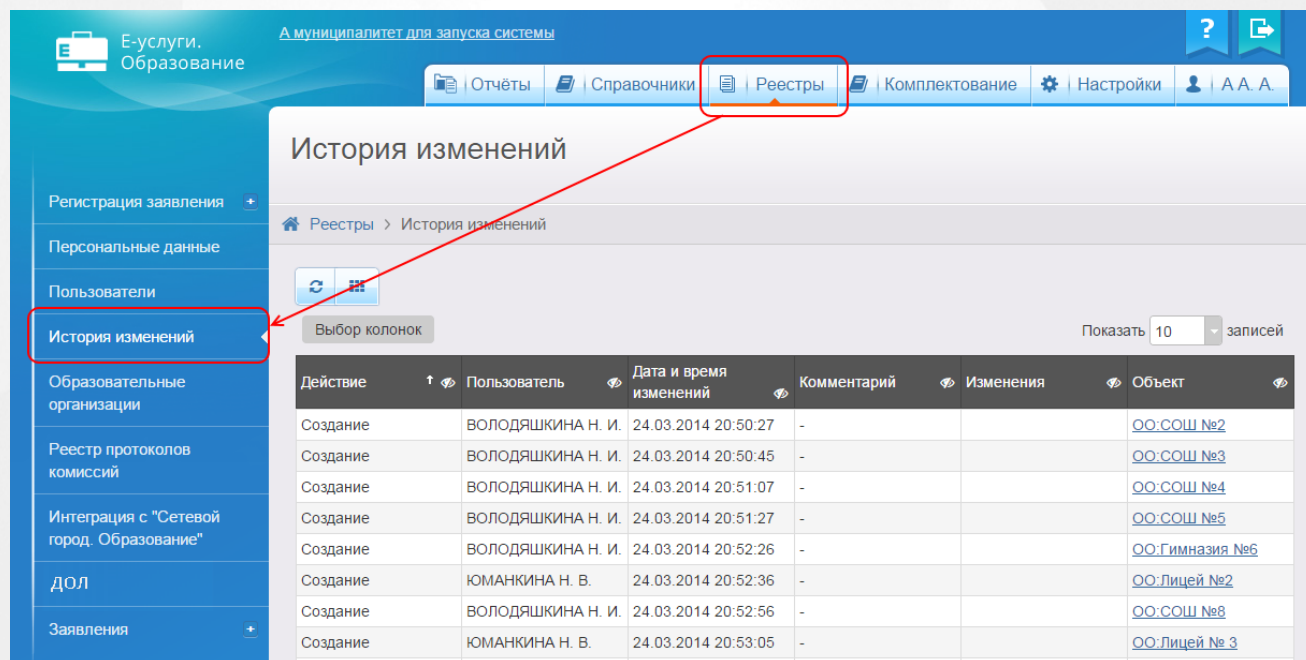 Е-услуги.
Образование
А муниципалитет для запуска системы
?
Отчёты Справочники Реестры Комплектование Настройки А А. А.
История изменений
Регистрация заявления +
Персональные данные
Пользователи
История изменений
Образовательные
организации
Реестр протоколов
комиссий
Интеграция с "Сетевой
город. Образование"
ДОЛ
Заявления +
Реестры > История изменений
Выбор колонок
Показать 10 записей
Действие Пользователь Дата и время изменений Комментарий Изменения Объект
Создание ВОЛОДЯШКИНА Н. И. 24.03.2014 20:50:27 - ОО:СОШ №2
Создание ВОЛОДЯШКИНА Н. И. 24.03.2014 20:50:45 - ОО:СОШ №3
Создание ВОЛОДЯШКИНА Н. И. 24.03.2014 20:51:07 - ОО:СОШ №4
Создание ВОЛОДЯШКИНА Н. И. 24.03.2014 20:51:27 - ОО:СОШ №5
Создание ВОЛОДЯШКИНА Н. И. 24.03.2014 20:52:26 - ОО:Гимназия №6
Создание ЮМАНКИНА Н. В. 24.03.2014 20:52:36 - ОО:Лицей №2
Создание ВОЛОДЯШКИНА Н. И. 24.03.2014 20:52:56 - ОО:СОШ №8
Создание ЮМАНКИНА Н. В. 24.03.2014 20:53:05 - ОО:Лицей № 3